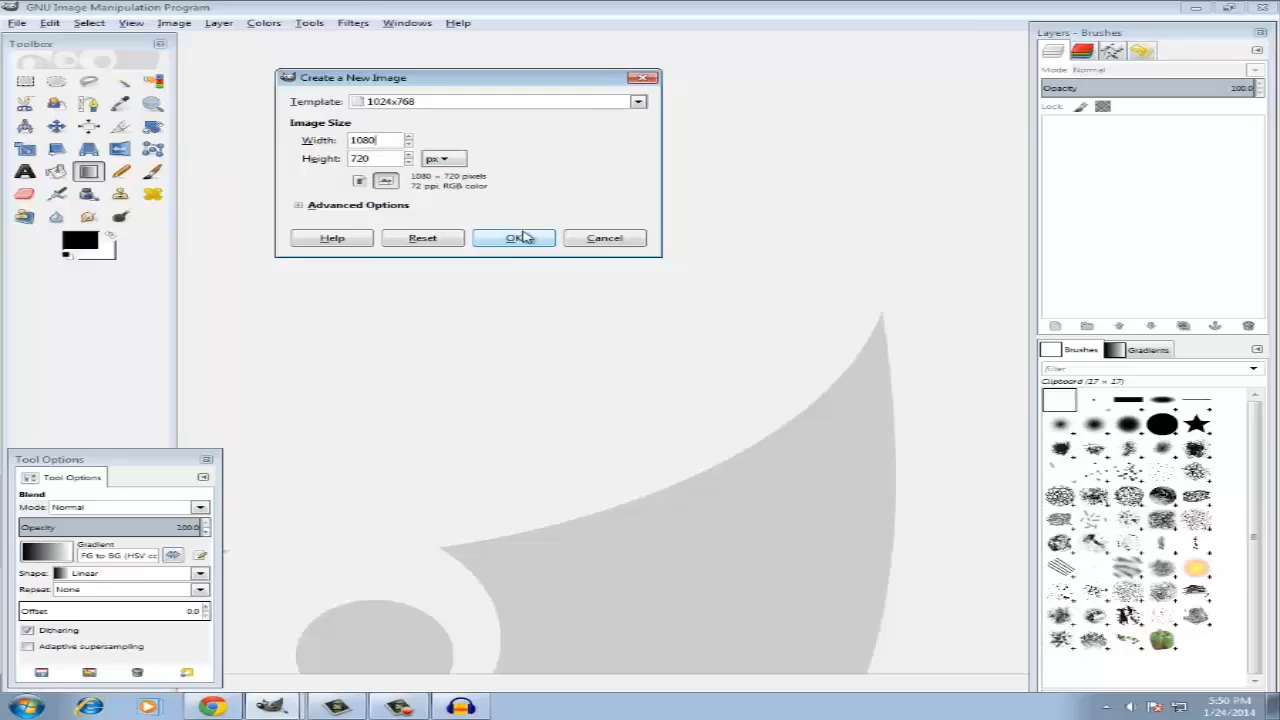 GNU Image Manipulation Program
File Edit Select View Image Layer Colors Tools Filters Windows Help
Toolbox
Create a New Image
Template: 1024x768
Image Size
Width: 1080
Height: 720 px
1080 × 720 pixels
72 ppi, RGB color
Advanced Options
Help Reset OK Cancel
Layers - Brushes
Mode: Normal
Opacity 100.0
Lock:
Brushes Gradients
filter
Clipboard (17 × 17)
Tool Options
Tool Options
Blend
Mode: Normal
Opacity 100.0
Gradient
FG to BG (HSV cc
Shape: Linear
Repeat: None
Offset 0.0
Dithering
Adaptive supersampling
5:50 PM
1/24/2014